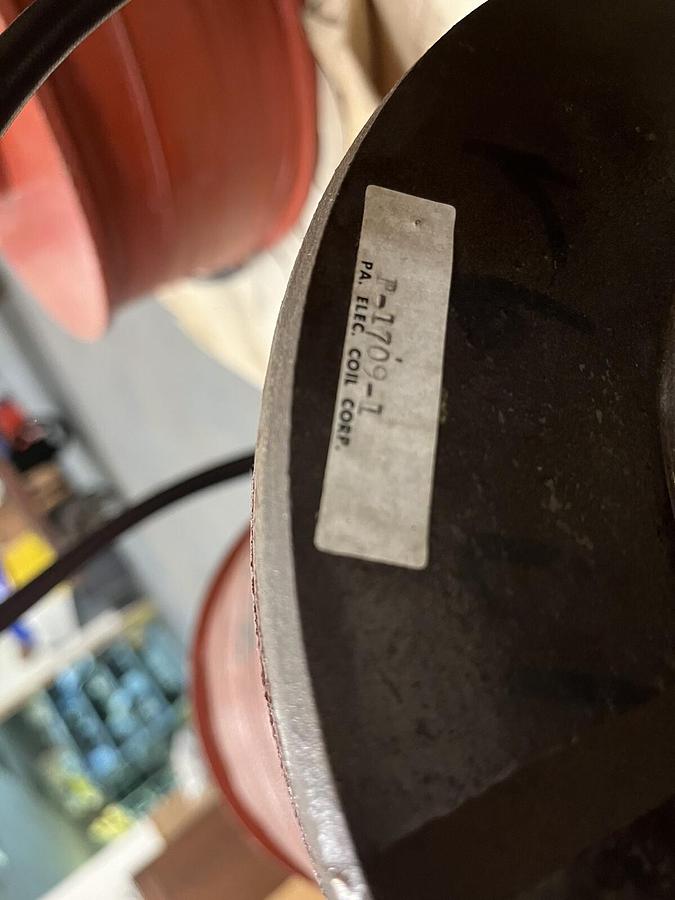 P-1709-1
PA. ELEC. COIL CORP.